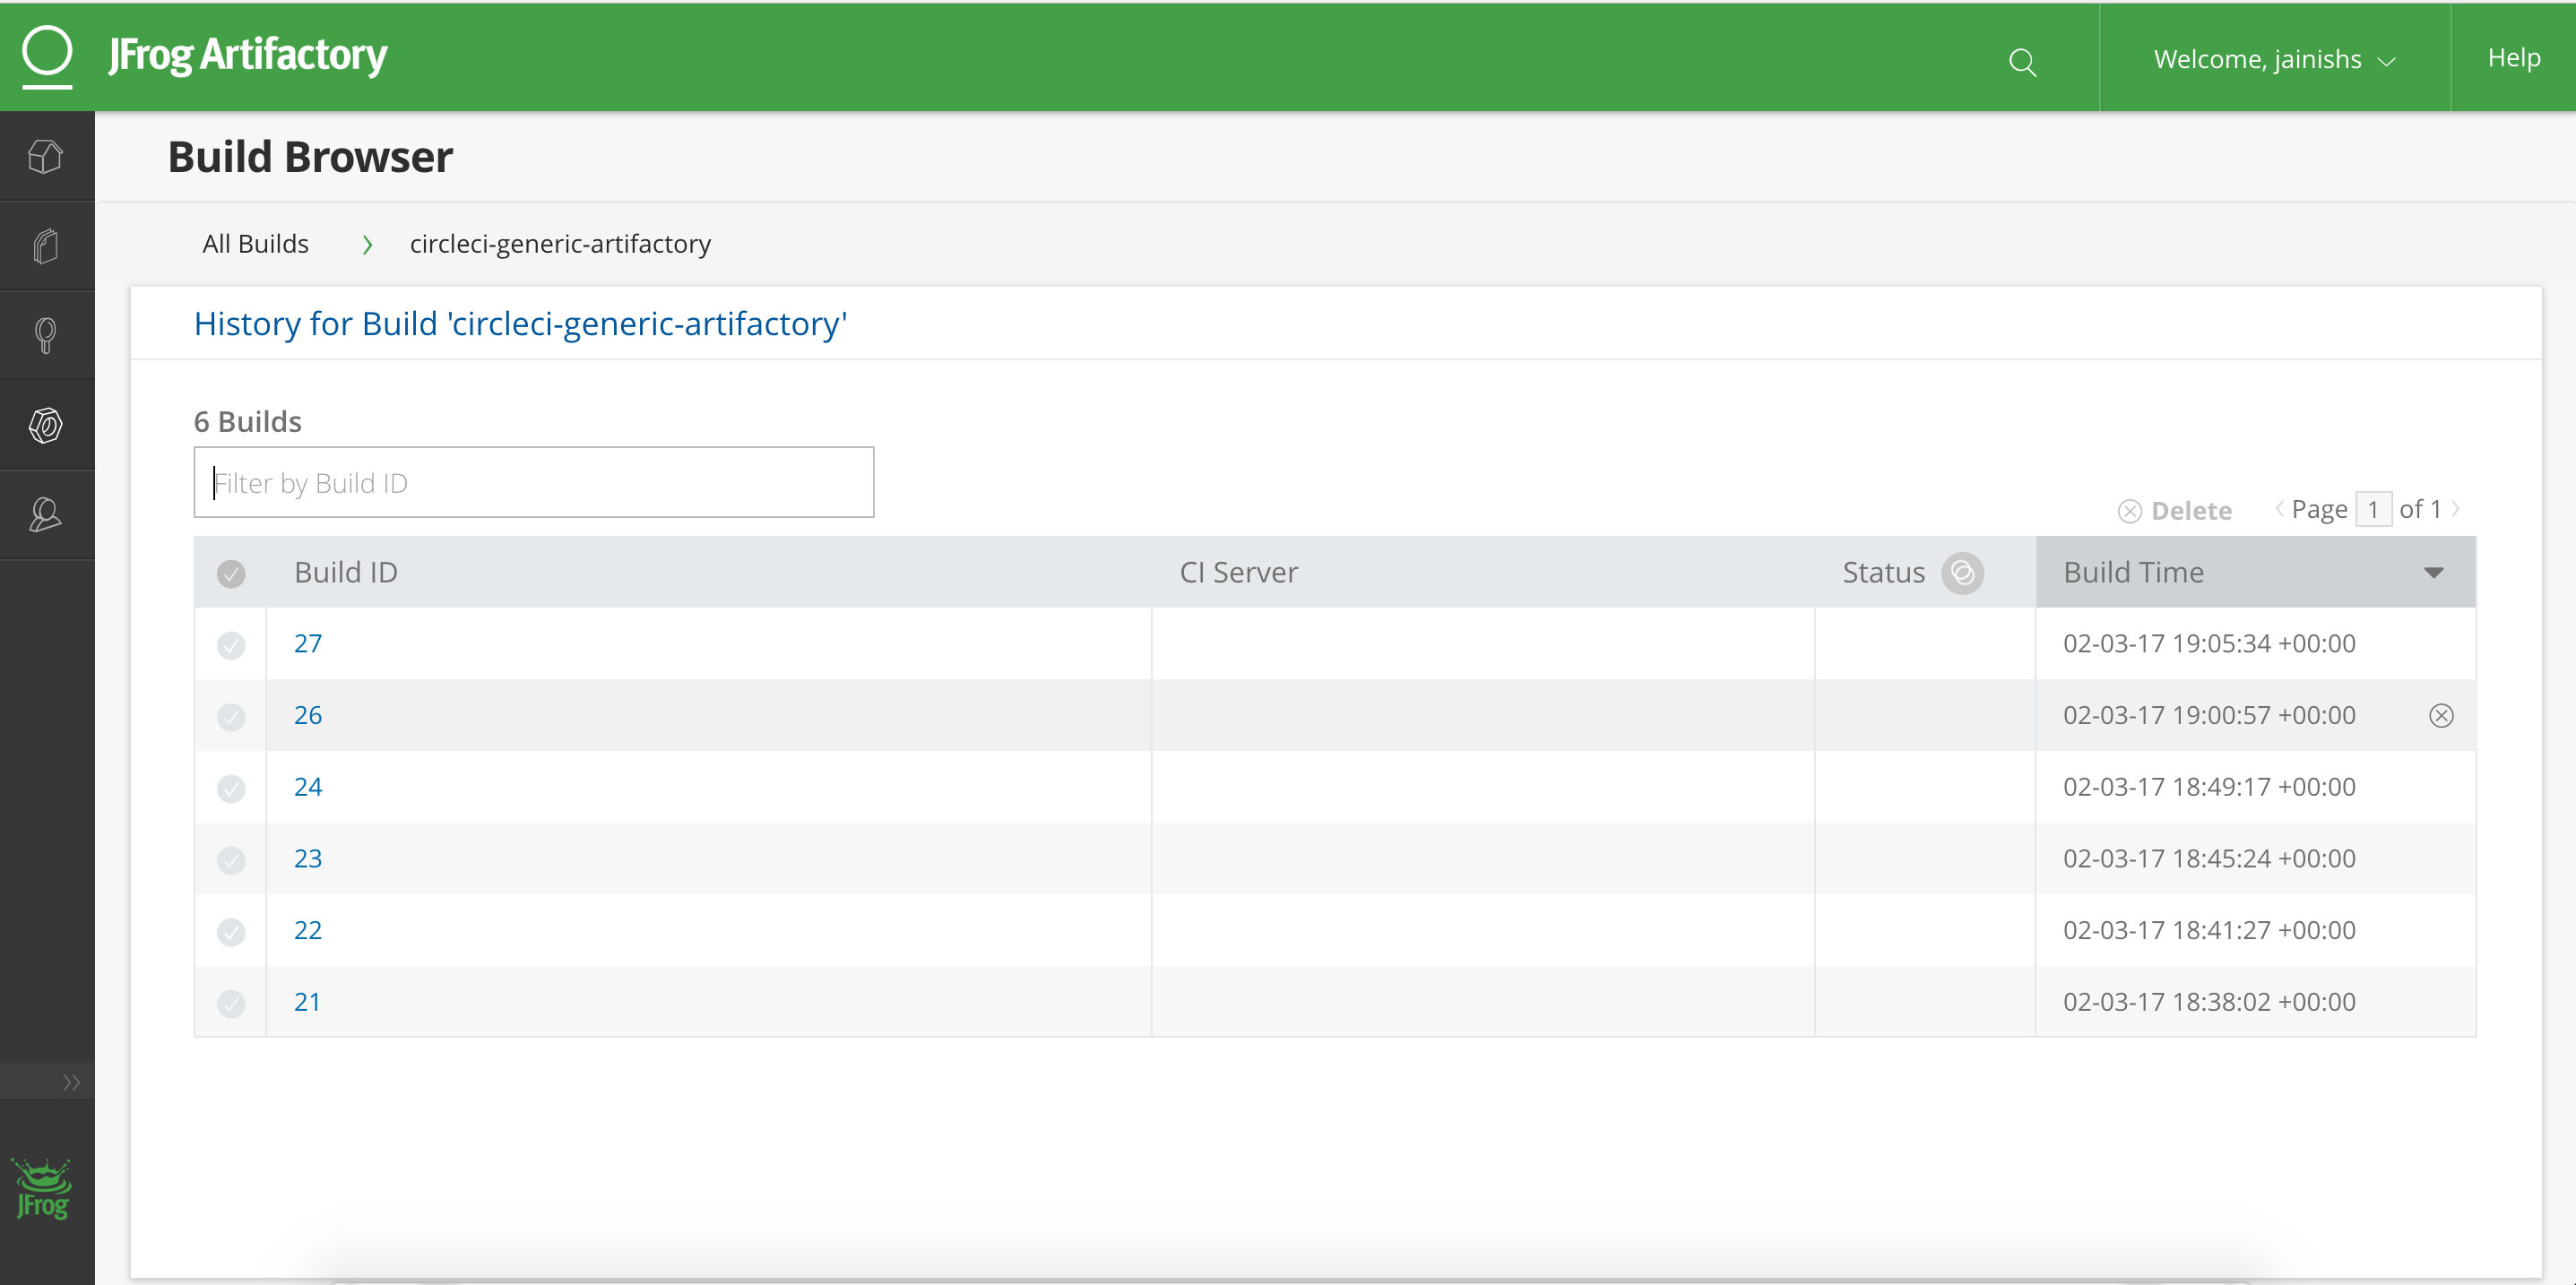 JFrog Artifactory
Welcome, jainishs
Help
Build Browser
All Builds
circleci-generic-artifactory
History for Build 'circleci-generic-artifactory'
6 Builds
Filter by Build ID
Delete
Page 1 of 1
Build ID CI Server Status Build Time
27 02-03-17 19:05:34 +00:00
26 02-03-17 19:00:57 +00:00
24 02-03-17 18:49:17 +00:00
23 02-03-17 18:45:24 +00:00
22 02-03-17 18:41:27 +00:00
21 02-03-17 18:38:02 +00:00
JFrog